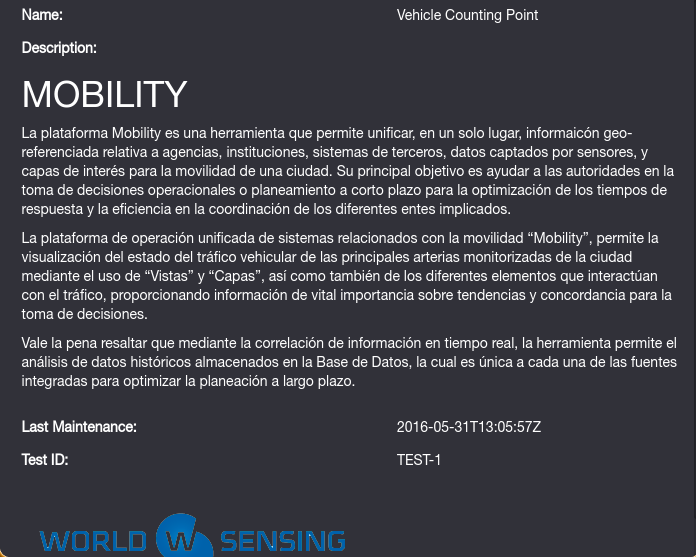 Name: Vehicle Counting Point
Description:
MOBILITY
La plataforma Mobility es una herramienta que permite unificar, en un solo lugar, informaicón geo-
referenciada relativa a agencias, instituciones, sistemas de terceros, datos captados por sensores, y
capas de interés para la movilidad de una ciudad. Su principal objetivo es ayudar a las autoridades en la
toma de decisiones operacionales o planeamiento a corto plazo para la optimización de los tiempos de
respuesta y la eficiencia en la coordinación de los diferentes entes implicados.
La plataforma de operación unificada de sistemas relacionados con la movilidad “Mobility”, permite la
visualización del estado del tráfico vehicular de las principales arterias monitorizadas de la ciudad
mediante el uso de “Vistas” y “Capas”, así como también de los diferentes elementos que interactúan
con el tráfico, proporcionando información de vital importancia sobre tendencias y concordancia para la
toma de decisiones.
Vale la pena resaltar que mediante la correlación de información en tiempo real, la herramienta permite el
análisis de datos históricos almacenados en la Base de Datos, la cual es única a cada una de las fuentes
integradas para optimizar la planeación a largo plazo.
Last Maintenance: 2016-05-31T13:05:57Z
Test ID: TEST-1
WORLD W SENSING